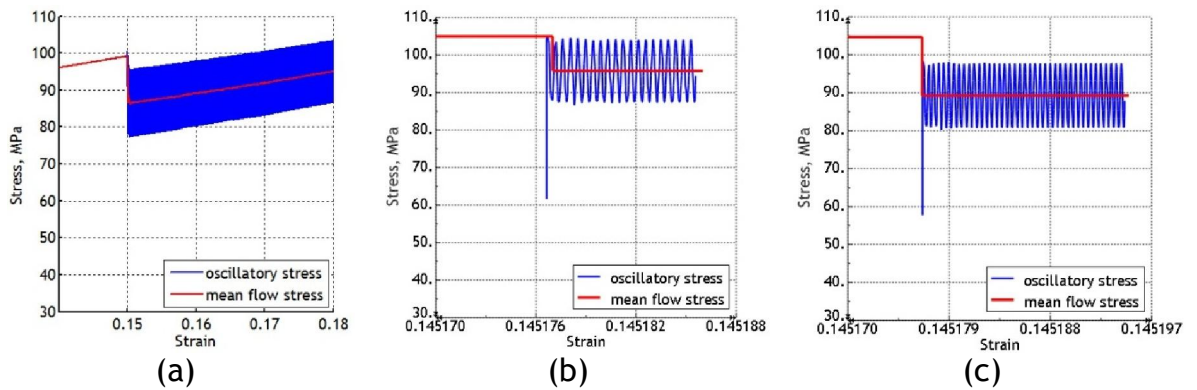 110
100
90
80
70
60
50
40
30
Stress, MPa
0.15
0.16
0.17
0.18
Strain
oscillatory stress
mean flow stress
(a)
110.
100.
90.
80.
70.
60.
50.
40.
30.
Stress, MPa
0.145170
0.145176
0.145182
0.145188
Strain
oscillatory stress
mean flow stress
(b)
110.
100.
90.
80.
70.
60.
50.
40.
30.
Stress, MPa
0.145170
0.145179
0.145188
0.145197
Strain
oscillatory stress
mean flow stress
(c)